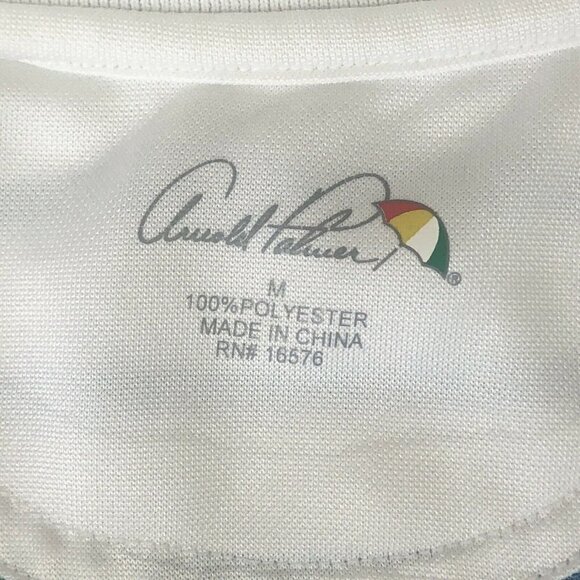 Arnold Palmer ®
M
100%POLYESTER
MADE IN CHINA
RN# 16576